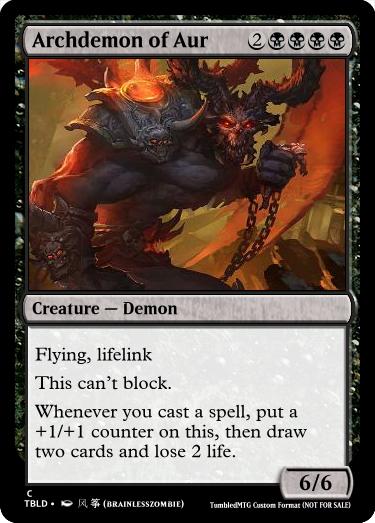 Archdemon of Aur 2
Creature — Demon
Flying, lifelink
This can't block.
Whenever you cast a spell, put a
+1/+1 counter on this, then draw
two cards and lose 2 life.
6/6
C
TBLD • 风 筝 (BRAINLESSZOMBIE)
TumbledMTG Custom Format (NOT FOR SALE)